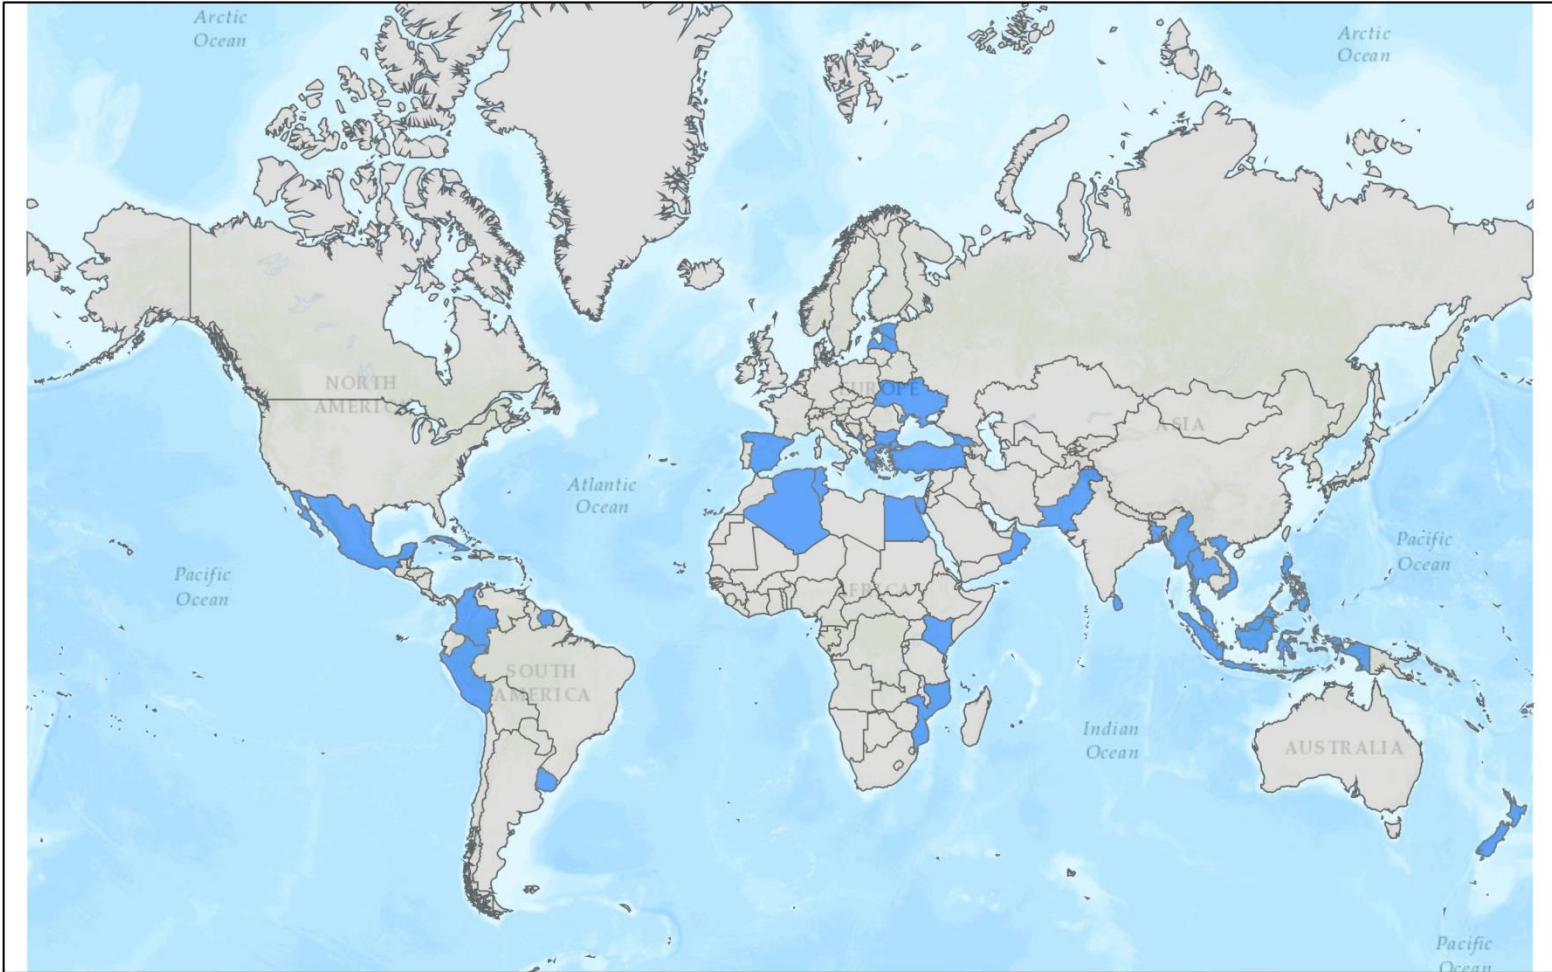 Arctic
Ocean
Arctic
Ocean
NORTH
AMERICA
EUROPE
ASIA
Atlantic
Ocean
Pacific
Ocean
Pacific
Ocean
AFRICA
SOUTH
AMERICA
Indian
Ocean
AUSTRALIA
Pacific
Ocean